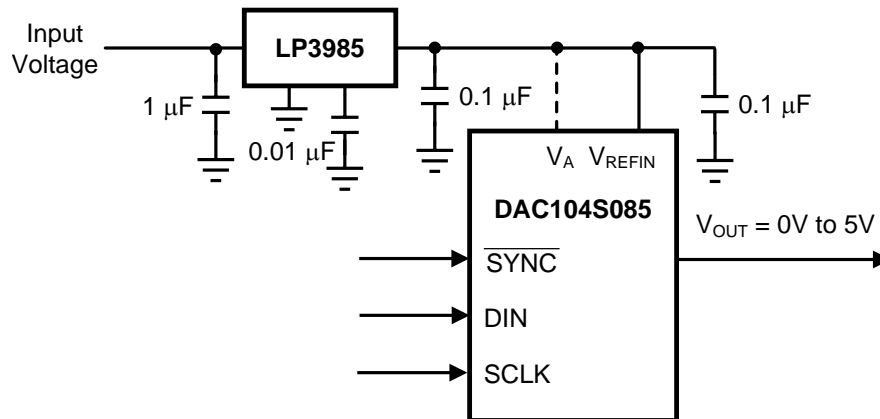 Input
Voltage
LP3985
1 μF
0.01 μF
0.1 μF
0.1 μF
VA VREFIN
DAC104S085
VOUT = 0V to 5V
SYNC
DIN
SCLK